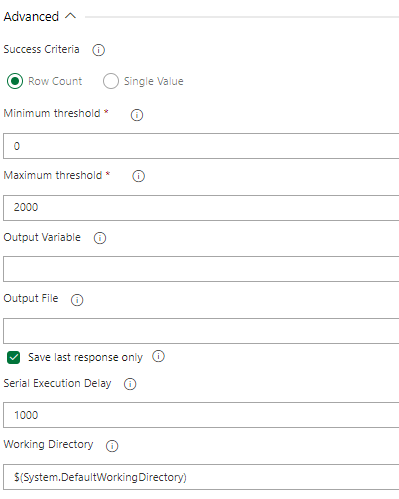 Advanced
Success Criteria
Row Count Single Value
Minimum threshold *
0
Maximum threshold *
2000
Output Variable
Output File
Save last response only
Serial Execution Delay
1000
Working Directory
$(System.DefaultWorkingDirectory)